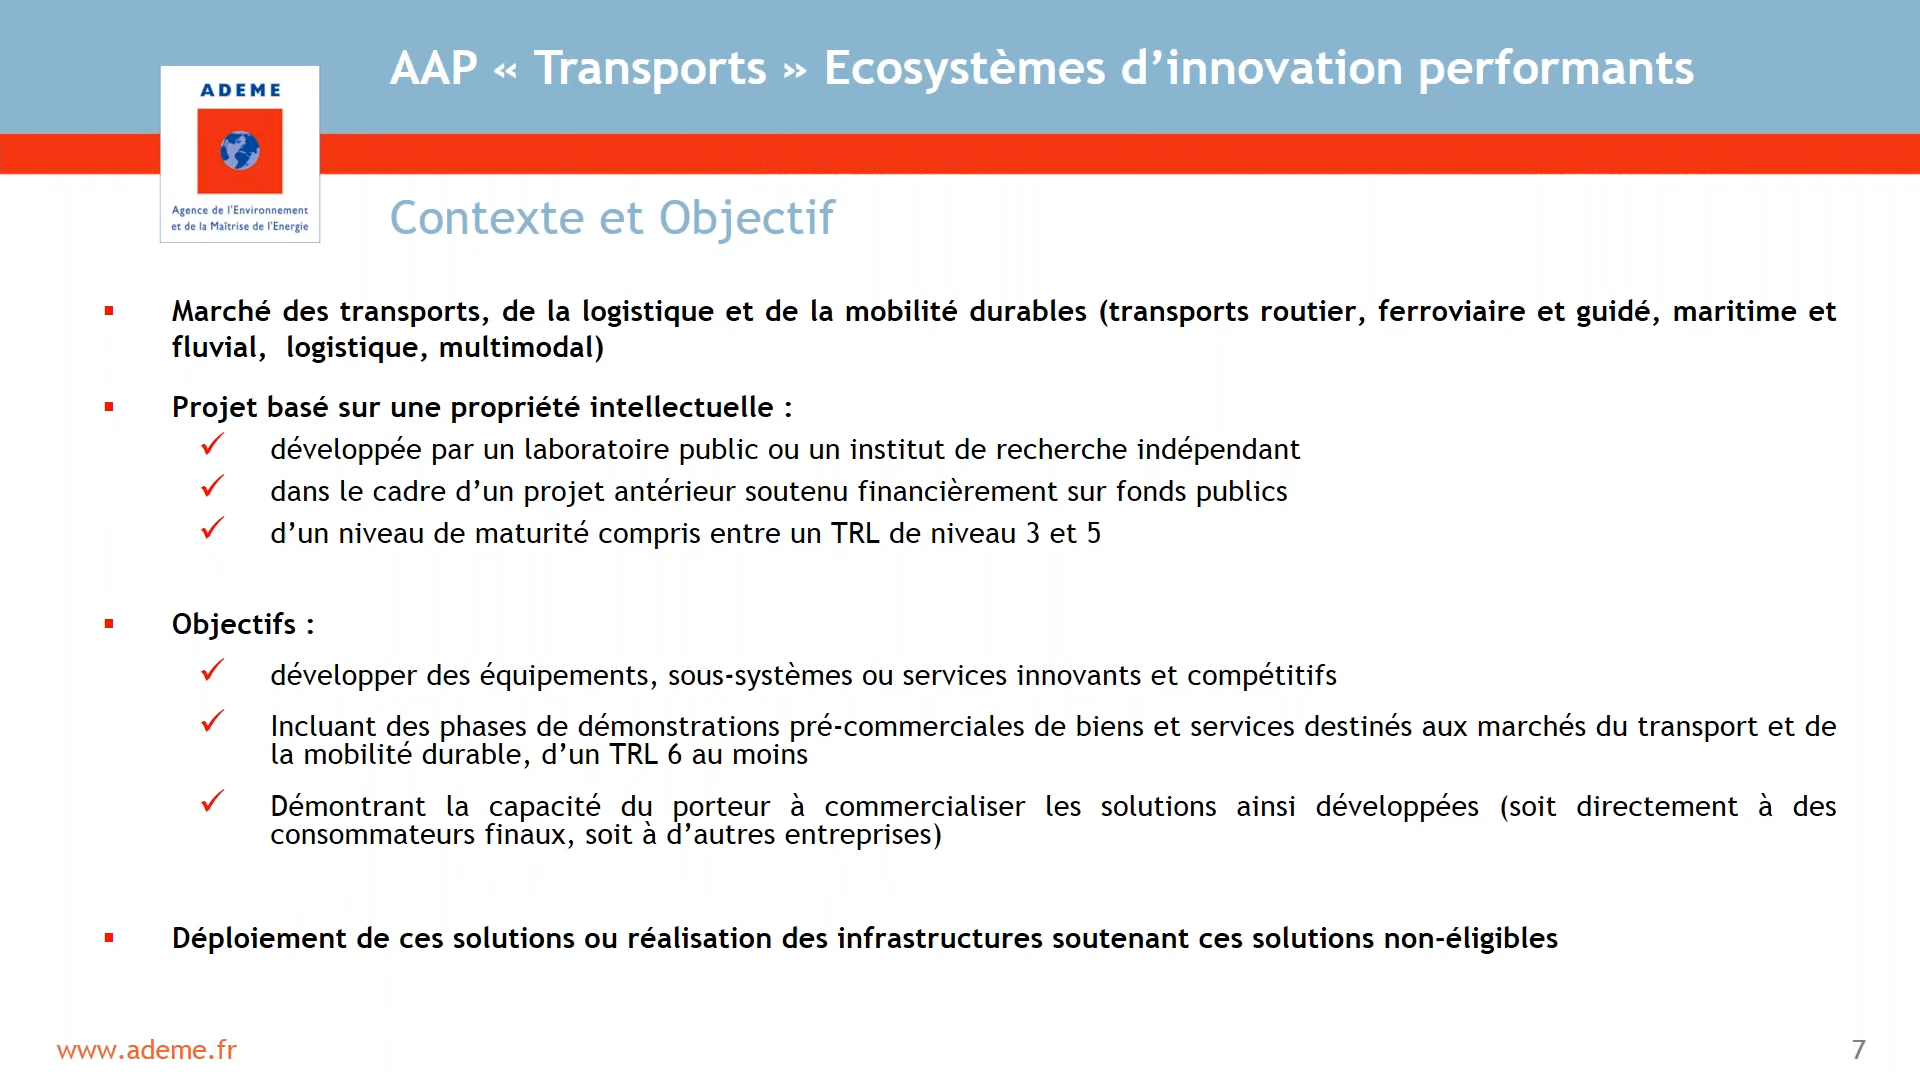 AAP « Transports » Ecosystèmes d’innovation performants
ADEME
Agence de l'Environnement
et de la Maîtrise de l'Energie
Contexte et Objectif
▪ Marché des transports, de la logistique et de la mobilité durables (transports routier, ferroviaire et guidé, maritime et
fluvial,  logistique, multimodal)
▪ Projet basé sur une propriété intellectuelle :
✓ développée par un laboratoire public ou un institut de recherche indépendant
✓ dans le cadre d’un projet antérieur soutenu financièrement sur fonds publics
✓ d’un niveau de maturité compris entre un TRL de niveau 3 et 5
▪ Objectifs :
✓ développer des équipements, sous-systèmes ou services innovants et compétitifs
✓ Incluant des phases de démonstrations pré-commerciales de biens et services destinés aux marchés du transport et de
la mobilité durable, d’un TRL 6 au moins
✓ Démontrant la capacité du porteur à commercialiser les solutions ainsi développées (soit directement à des
consommateurs finaux, soit à d’autres entreprises)
▪ Déploiement de ces solutions ou réalisation des infrastructures soutenant ces solutions non-éligibles
www.ademe.fr
7